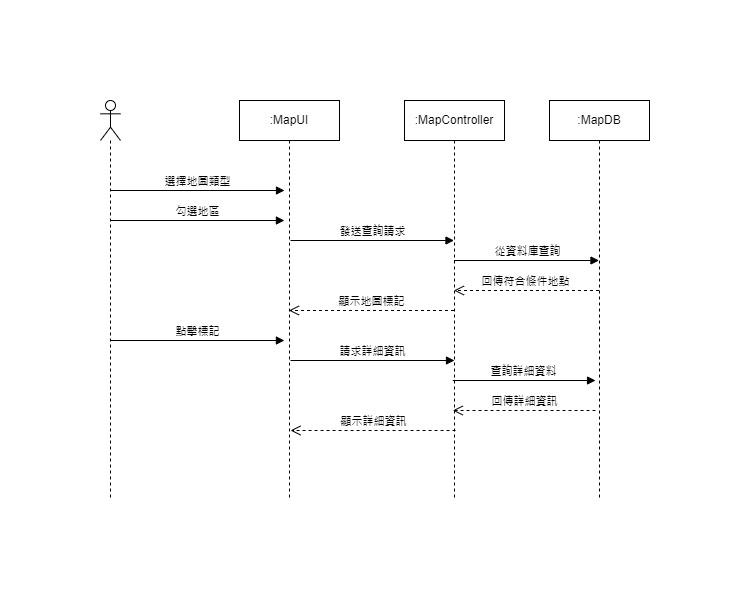 :MapUI
:MapController
:MapDB
選擇地圖類型
勾選地區
發送查詢請求
從資料庫查詢
回傳符合條件地點
顯示地圖標記
點擊標記
請求詳細資訊
查詢詳細資料
回傳詳細資訊
顯示詳細資訊